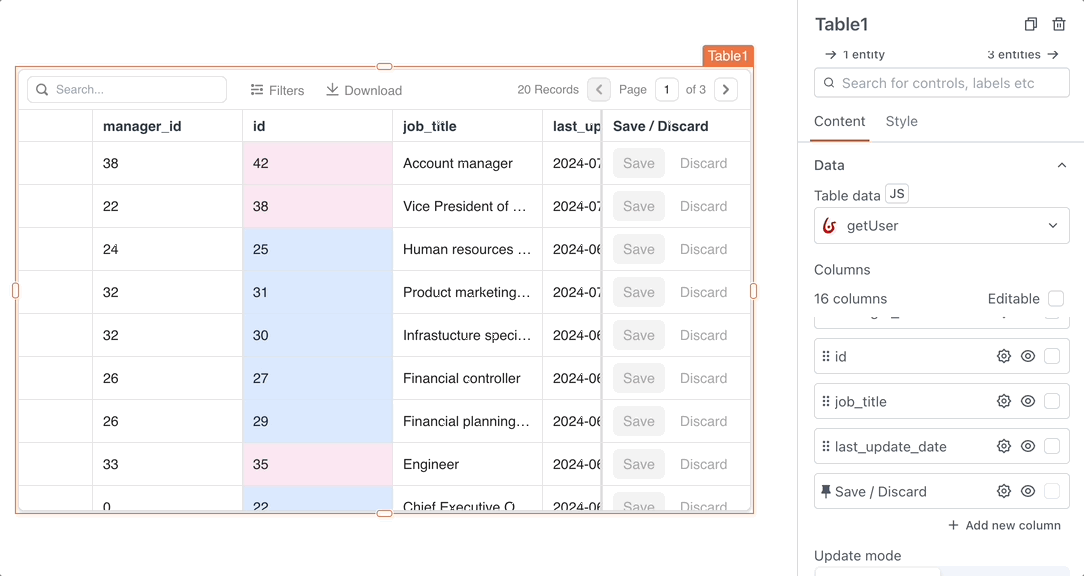 Table1
Search...
Filters
Download
20 Records
Page
1
of 3
manager_id id job_title last_up Save / Discard
38 42 Account manager 2024-07 Save Discard
22 38 Vice President of ... 2024-07 Save Discard
24 25 Human resources ... 2024-06 Save Discard
32 31 Product marketing... 2024-07 Save Discard
32 30 Infrastucture speci... 2024-06 Save Discard
26 27 Financial controller 2024-06 Save Discard
26 29 Financial planning... 2024-06 Save Discard
33 35 Engineer 2024-06 Save Discard
0 22 Chief Executive O 2024-06 Save Discard
Table1
1 entity
3 entities
Search for controls, labels etc
Content
Style
Data
Table data JS
getUser
Columns
16 columns
Editable
id
job_title
last_update_date
Save / Discard
Add new column
Update mode